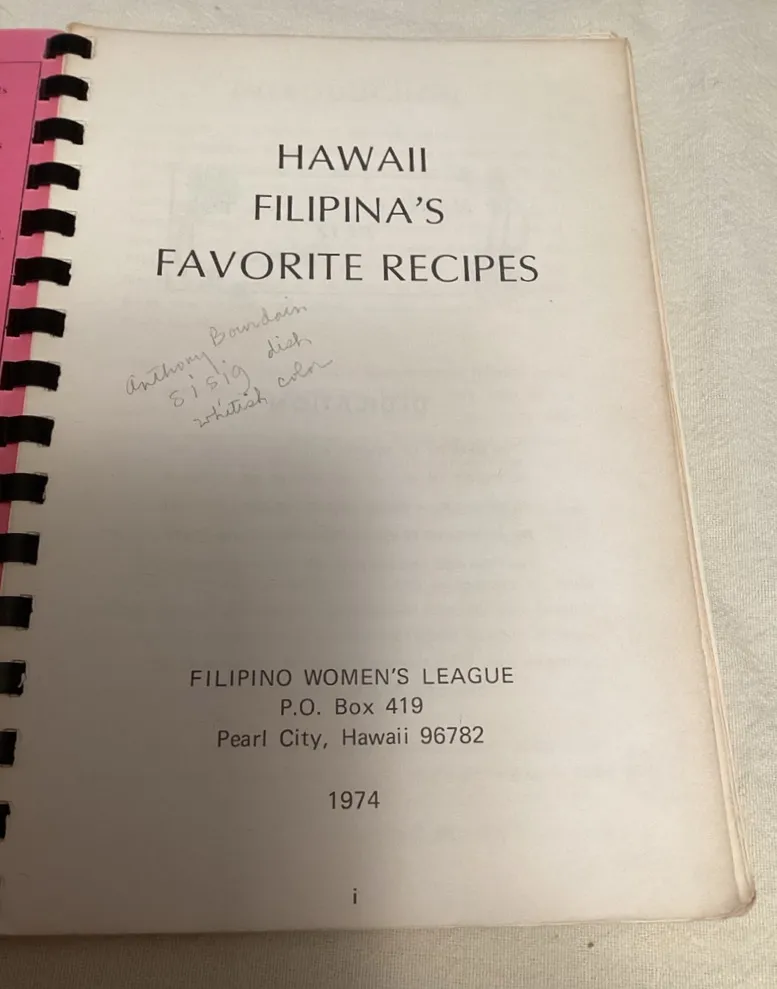 HAWAII
FILIPINA'S
FAVORITE RECIPES
Anthony Bourdain
sisig dish
whitish color
FILIPINO WOMEN'S LEAGUE
P.O. Box 419
Pearl City, Hawaii 96782
1974
i